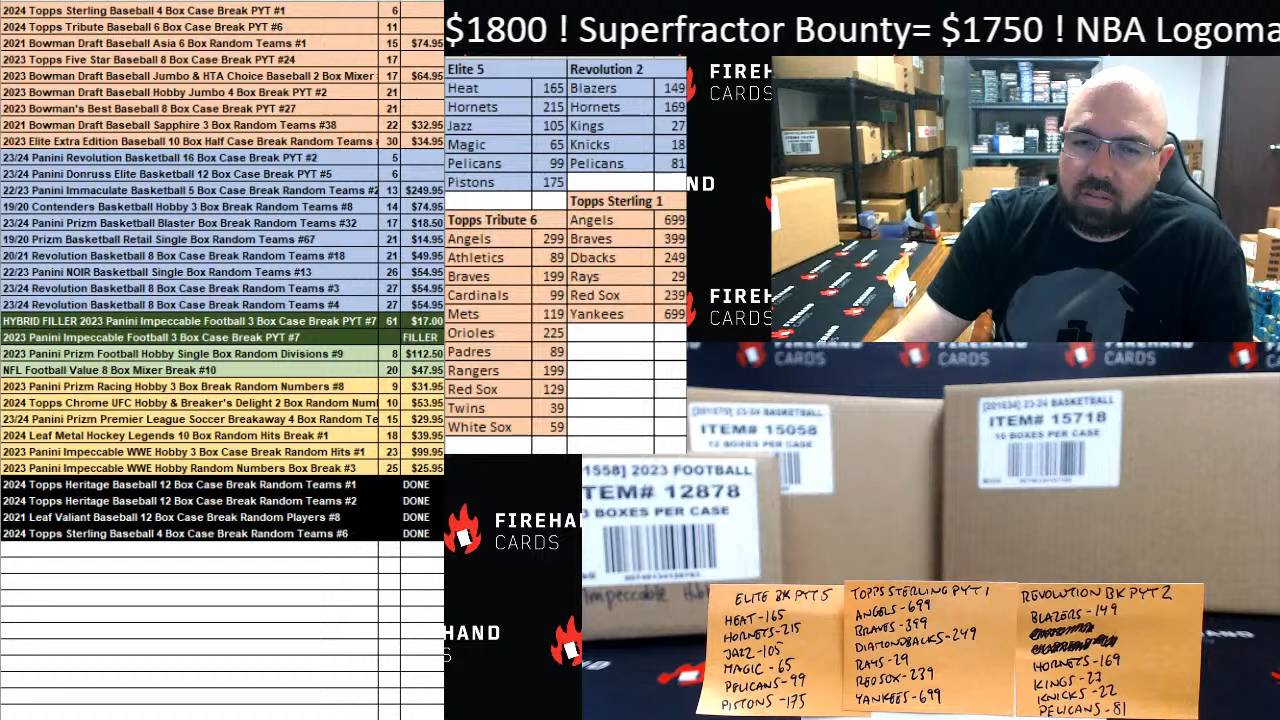 2024 Topps Sterling Baseball 4 Box Case Break PYT #1 6
2024 Topps Tribute Baseball 6 Box Case Break PYT #6 11
2021 Bowman Draft Baseball Asia 6 Box Random Teams #1 15 $74.95
2023 Topps Five Star Baseball 8 Box Case Break PYT #24 17
2023 Bowman Draft Baseball Jumbo & HTA Choice Baseball 2 Box Mixer 17 $64.95
2023 Bowman Draft Baseball Hobby Jumbo 4 Box Break PYT #2 21
2023 Bowman's Best Baseball 8 Box Case Break PYT #27 21
2021 Bowman Draft Baseball Sapphire 3 Box Random Teams #38 22 $32.95
2023 Elite Extra Edition Baseball 10 Box Half Case Break Random Teams 30 $34.95
23/24 Panini Revolution Basketball 16 Box Case Break PYT #2 5
23/24 Panini Donruss Elite Basketball 12 Box Case Break PYT #5 6
22/23 Panini Immaculate Basketball 5 Box Case Break Random Teams #2 13 $249.95
19/20 Contenders Basketball Hobby 3 Box Random Teams #8 14 $74.95
23/24 Panini Prizm Basketball Blaster Box Random Teams #32 17 $18.50
19/20 Prizm Basketball Retail Single Box Random Teams #67 21 $14.95
20/21 Revolution Basketball 8 Box Case Break Random Teams #18 21 $49.95
22/23 Panini NOIR Basketball Single Box Random Teams #13 26 $54.95
23/24 Revolution Basketball 8 Box Random Teams #3 27 $54.95
23/24 Revolution Basketball 8 Box Random Teams #4 27 $54.95
HYBRID FILLER 2023 Panini Impeccable Football 3 Box Case Break PYT #7 61 $17.00
2023 Panini Impeccable Football 3 Box Case Break PYT #7 FILLER
2023 Panini Prizm Football Hobby Single Box Random Divisions #9 8 $112.50
NFL Football Value 8 Box Mixer Break #10 20 $47.95
2023 Panini Prizm Racing Hobby 3 Box Break Random Numbers #8 9 $31.95
2024 Topps Chrome UFC Hobby & Breaker's Delight 2 Box Random Numl 10 $53.95
23/24 Panini Prizm Premier League Soccer Breakaway 4 Box Random Te 15 $29.95
2024 Leaf Metal Hockey Legends 10 Box Random Hits Break #1 18 $39.95
2023 Panini Impeccable WWE Hobby 3 Box Case Break Random Hits #1 23 $99.95
2023 Panini Impeccable WWE Hobby Random Numbers Box Break #3 25 $25.95
2024 Topps Heritage Baseball 12 Box Case Break Random Teams #1 DONE
2024 Topps Heritage Baseball 12 Box Case Break Random Teams #2 DONE
2021 Leaf Valiant Baseball 12 Box Case Break Random Players #8 DONE
2024 Topps Sterling Baseball 4 Box Case Break Random Teams #6 DONE
$1800 ! Superfractor Bounty= $1750 ! NBA Logoma
Elite 5
Heat 165
Hornets 215
Jazz 105
Magic 65
Pelicans 99
Pistons 175
Revolution 2
Blazers 149
Hornets 169
Kings 27
Knicks 18
Pelicans 81
Topps Tribute 6
Angels 299
Athletics 89
Braves 199
Cardinals 99
Mets 119
Orioles 225
Padres 89
Rangers 199
Red Sox 129
Twins 39
White Sox 59
Topps Sterling 1
Angels 699
Braves 399
Dbacks 249
Rays 29
Red Sox 239
Yankees 699
FIREH
CARDS
ND
FIREH
CARDS
FIREHAN
CARDS
HAND
S
FIREHAND
CARDS
23-24 BASKETBALL
ITEM# 15058
12 BOXES PER CASE
23-24 BASKETBALL
ITEM# 15718
16 BOXES PER CASE
1558] 2023 FOOTBALL
TEM# 12878
3 BOXES PER CASE
Impeccable
ELITE BK PYT 5
HEAT-165
HORNETS-215
JAZZ-105
MAGIC-65
PELICANS-99
PISTONS-175
TOPPS STERLING PYT 1
ANGELS-699
BRAVES-399
DIAMONDBACKS-249
RAYS-29
RED SOX-239
YANKEES-699
REVOLUTION BK PYT 2
BLAZERS-149
HORNETS-169
KINGS-27
KNICKS-22
PELICANS-81